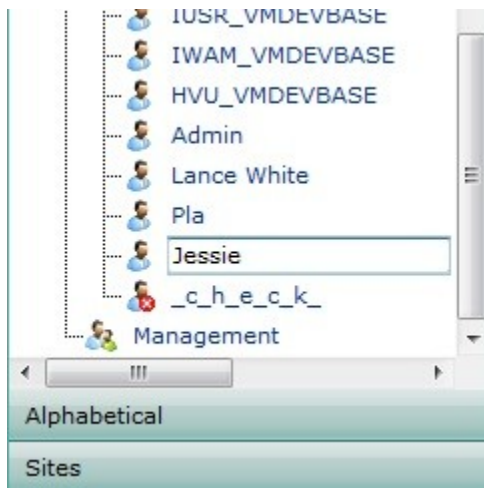 IUSR_VMDEVBASE
IWAM_VMDEVBASE
HVU_VMDEVBASE
Admin
Lance White
Pla
Jessie
_c_h_e_c_k_
Management
Alphabetical
Sites